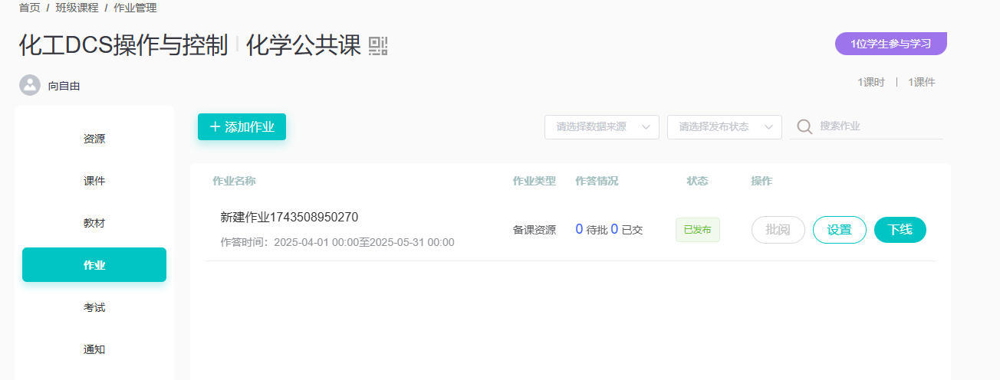 首页 / 班级课程 / 作业管理
化工DCS操作与控制 | 化学公共课
1位学生参与学习
向自由
1课时 | 1课件
资源
课件
教材
作业
考试
通知
+ 添加作业
请选择数据来源
请选择发布状态
搜索作业
作业名称 作业类型 作答情况 状态 操作
新建作业1743508950270
作答时间：2025-04-01 00:00至2025-05-31 00:00
备课资源 0 待批 0 已交 已发布 批阅 设置 下线